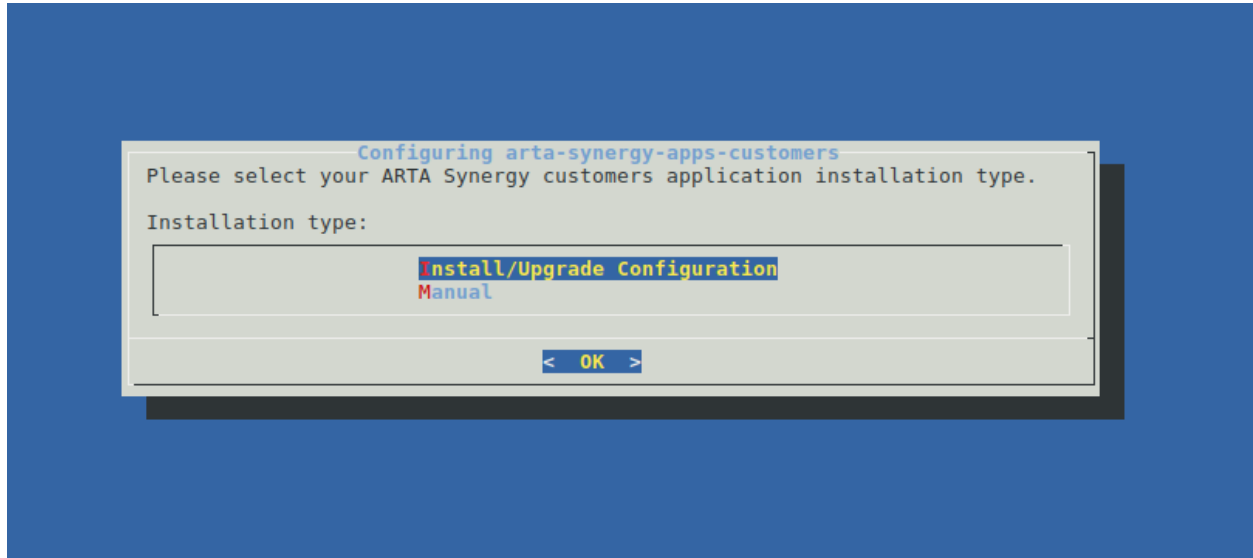 Configuring arta-synergy-apps-customers
Please select your ARTA Synergy customers application installation type.
Installation type:
Install/Upgrade Configuration
Manual
< OK >